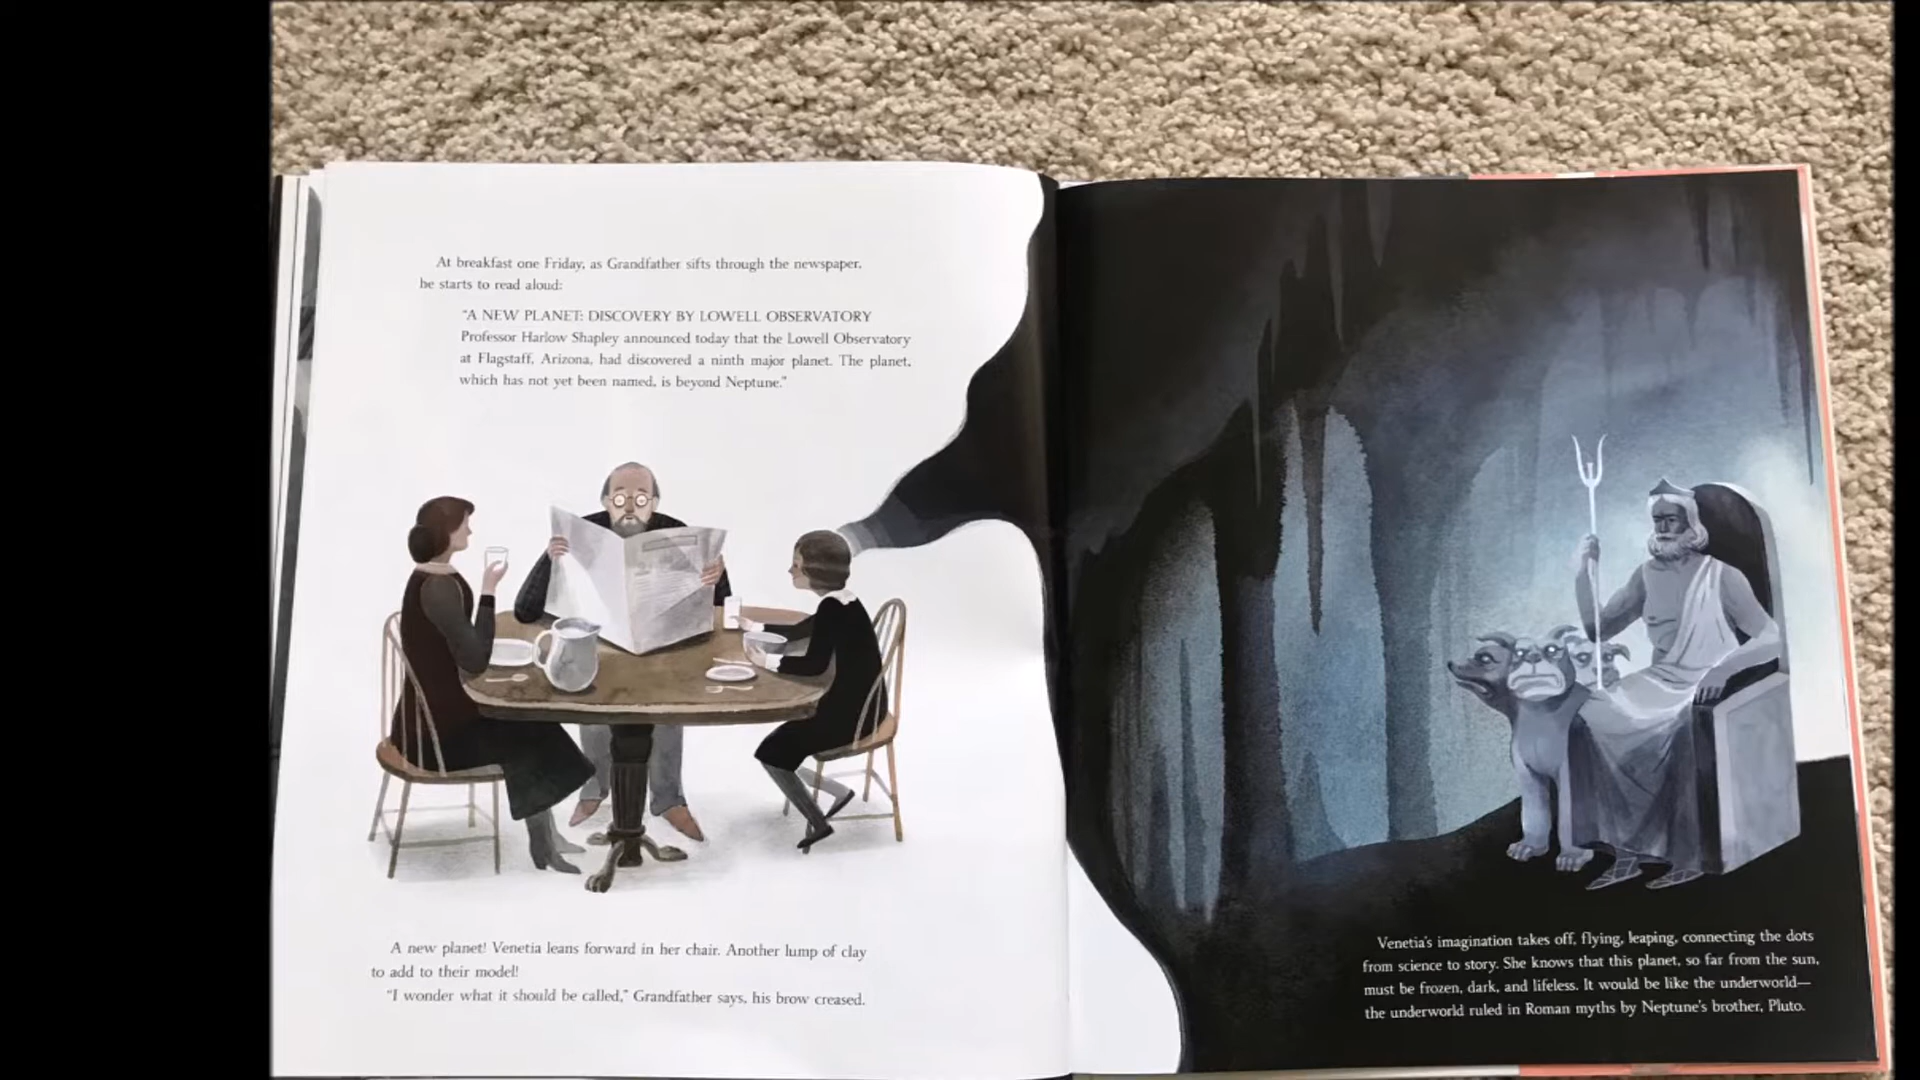 At breakfast one Friday, as Grandfather sifts through the newspaper,
he starts to read aloud:
"A NEW PLANET: DISCOVERY BY LOWELL OBSERVATORY
Professor Harlow Shapley announced today that the Lowell Observatory
at Flagstaff, Arizona, had discovered a ninth major planet. The planet,
which has not yet been named, is beyond Neptune."
A new planet! Venetia leans forward in her chair. Another lump of clay
to add to their model!
"I wonder what it should be called," Grandfather says, his brow creased.
Venetia's imagination takes off, flying, leaping, connecting the dots
from science to story. She knows that this planet, so far from the sun,
must be frozen, dark, and lifeless. It would be like the underworld—
the underworld ruled in Roman myths by Neptune's brother, Pluto.